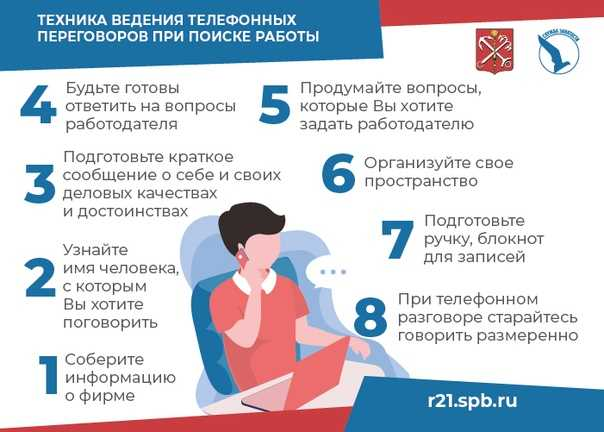 ТЕХНИКА ВЕДЕНИЯ ТЕЛЕФОННЫХ
ПЕРЕГОВОРОВ ПРИ ПОИСКЕ РАБОТЫ
СЛУЖБА ЗАНЯТОСТИ
4 Будьте готовы
ответить на вопросы
работодателя
5 Продумайте вопросы,
которые Вы хотите
задать работодателю
3 Подготовьте краткое
сообщение о себе и своих
деловых качествах
и достоинствах
6 Организуйте свое
пространство
2 Узнайте
имя человека,
с которым
Вы хотите
поговорить
7 Подготовьте
ручку, блокнот
для записей
1 Соберите
информацию
о фирме
8 При телефонном
разговоре старайтесь
говорить размеренно
r21.spb.ru